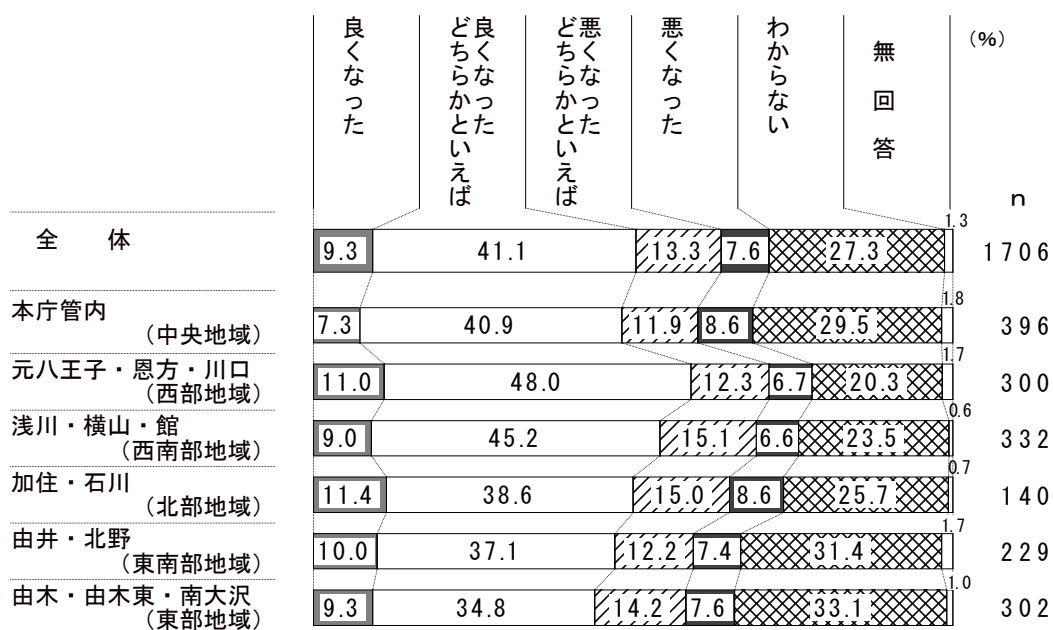 良くなった
どちらかといえば
良くなった
どちらかといえば
悪くなった
悪くなった
わからない
無回答
（%）
n
全　体
9.3 41.1 13.3 7.6 27.3 1.3 1706
本庁管内
（中央地域）
7.3 40.9 11.9 8.6 29.5 1.8 396
元八王子・恩方・川口
（西部地域）
11.0 48.0 12.3 6.7 20.3 1.7 300
浅川・横山・館
（西南部地域）
9.0 45.2 15.1 6.6 23.5 0.6 332
加住・石川
（北部地域）
11.4 38.6 15.0 8.6 25.7 0.7 140
由井・北野
（東南部地域）
10.0 37.1 12.2 7.4 31.4 1.7 229
由木・由木東・南大沢
（東部地域）
9.3 34.8 14.2 7.6 33.1 1.0 302